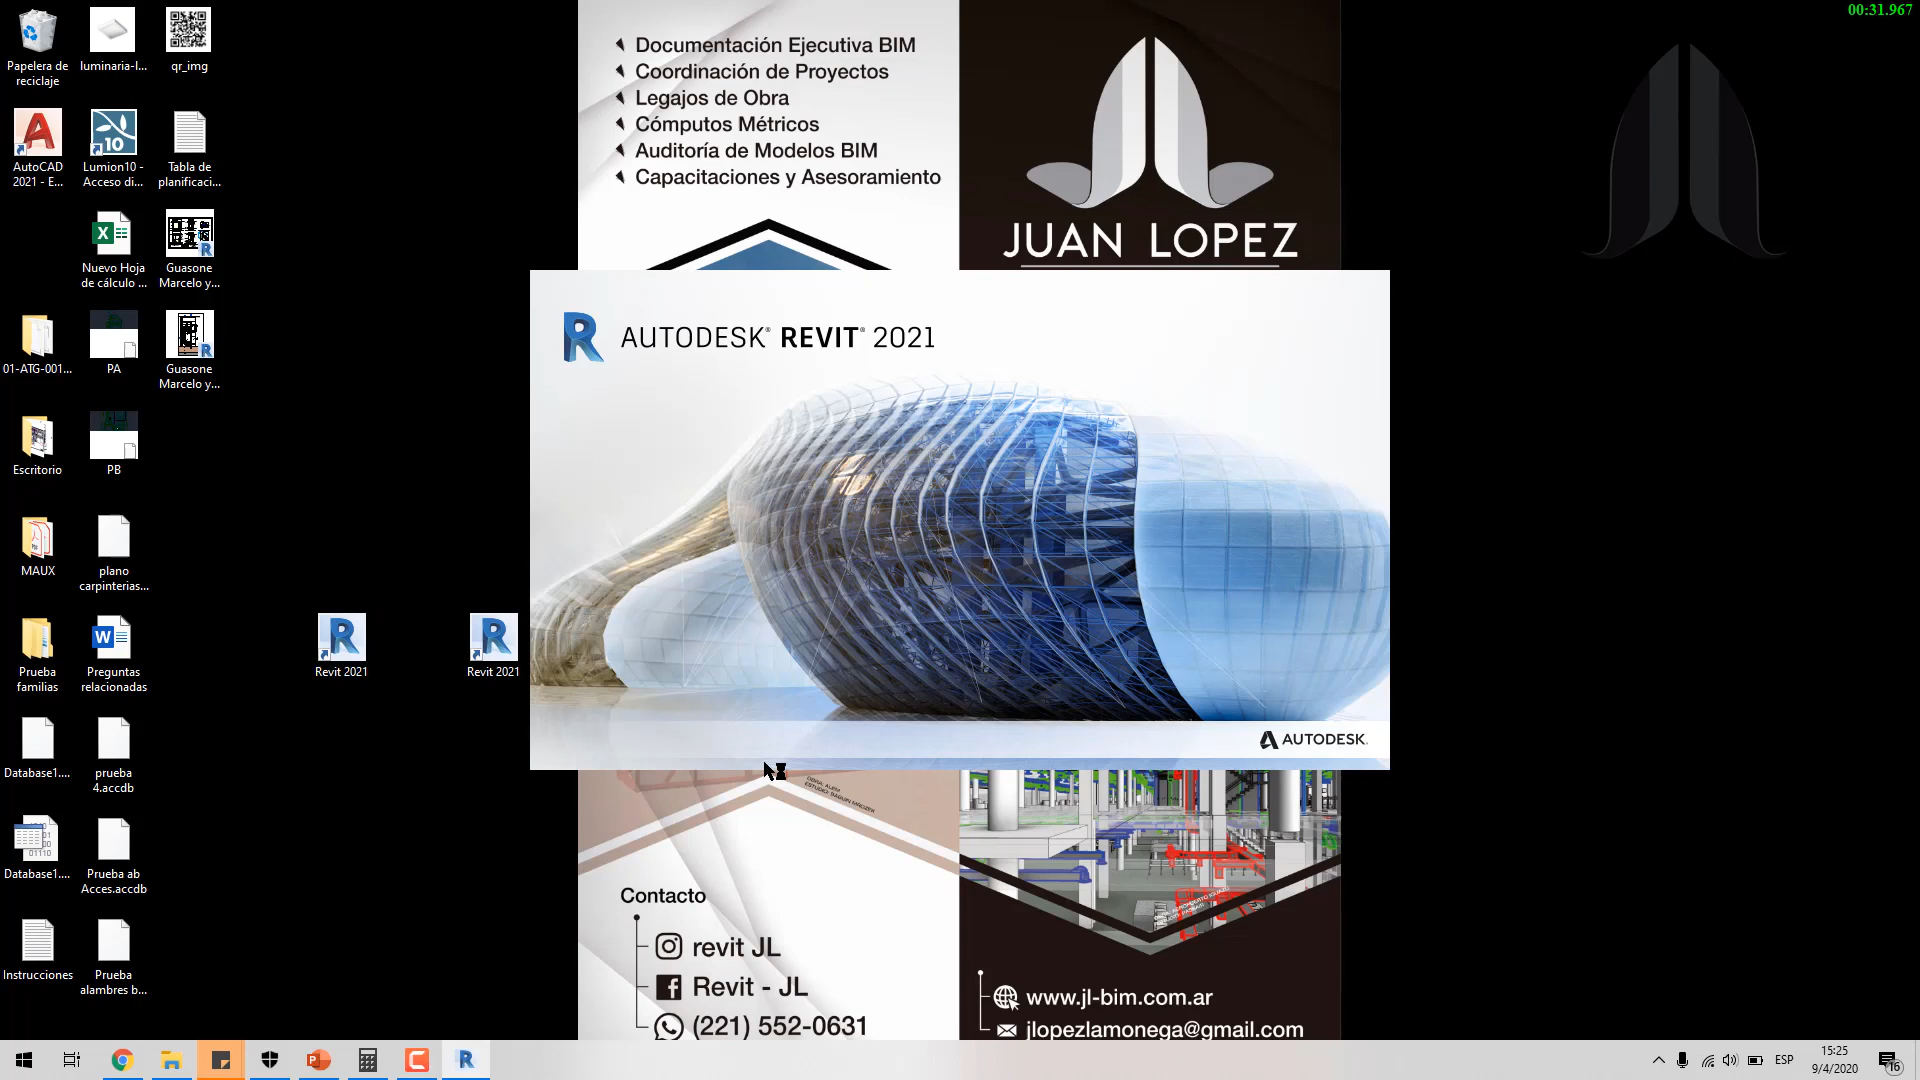 00:31.967
Papelera de
reciclaje
luminaria-l...
qr_img
AutoCAD
2021 - E...
10
Lumion10 -
Acceso di...
Tabla de
planificaci...
Nuevo Hoja
de cálculo ...
Guasone
Marcelo y...
01-ATG-001...
PA
Guasone
Marcelo y...
Escritorio
PB
MAUX
plano
carpinterias...
Prueba
familias
Preguntas
relacionadas
Revit 2021
Revit 2021
Database1....
prueba
4.accdb
Database1....
Prueba ab
Acces.accdb
Instrucciones
Prueba
alambres b...
Documentación Ejecutiva BIM
Coordinación de Proyectos
Legajos de Obra
Cómputos Métricos
Auditoría de Modelos BIM
Capacitaciones y Asesoramiento
JUAN LOPEZ
AUTODESK® REVIT® 2021
AUTODESK.
Contacto
revit JL
Revit - JL
(221) 552-0631
www.jl-bim.com.ar
jlopezlamonega@gmail.com
ESP
15:25
9/4/2020
16